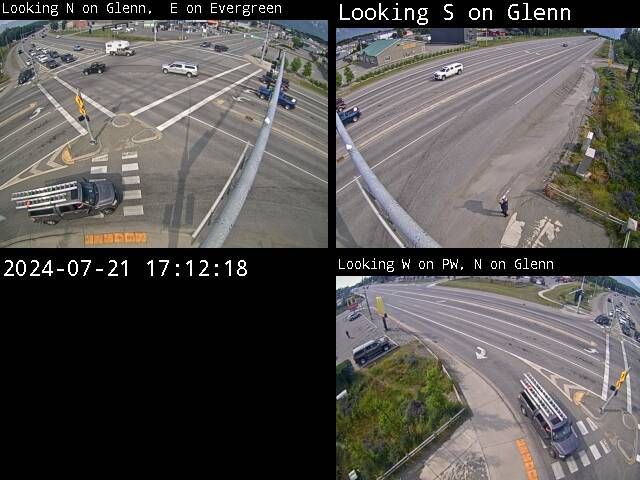 Looking N on Glenn, E on Evergreen
Looking S on Glenn
2024-07-21 17:12:18
Looking W on PW, N on Glenn